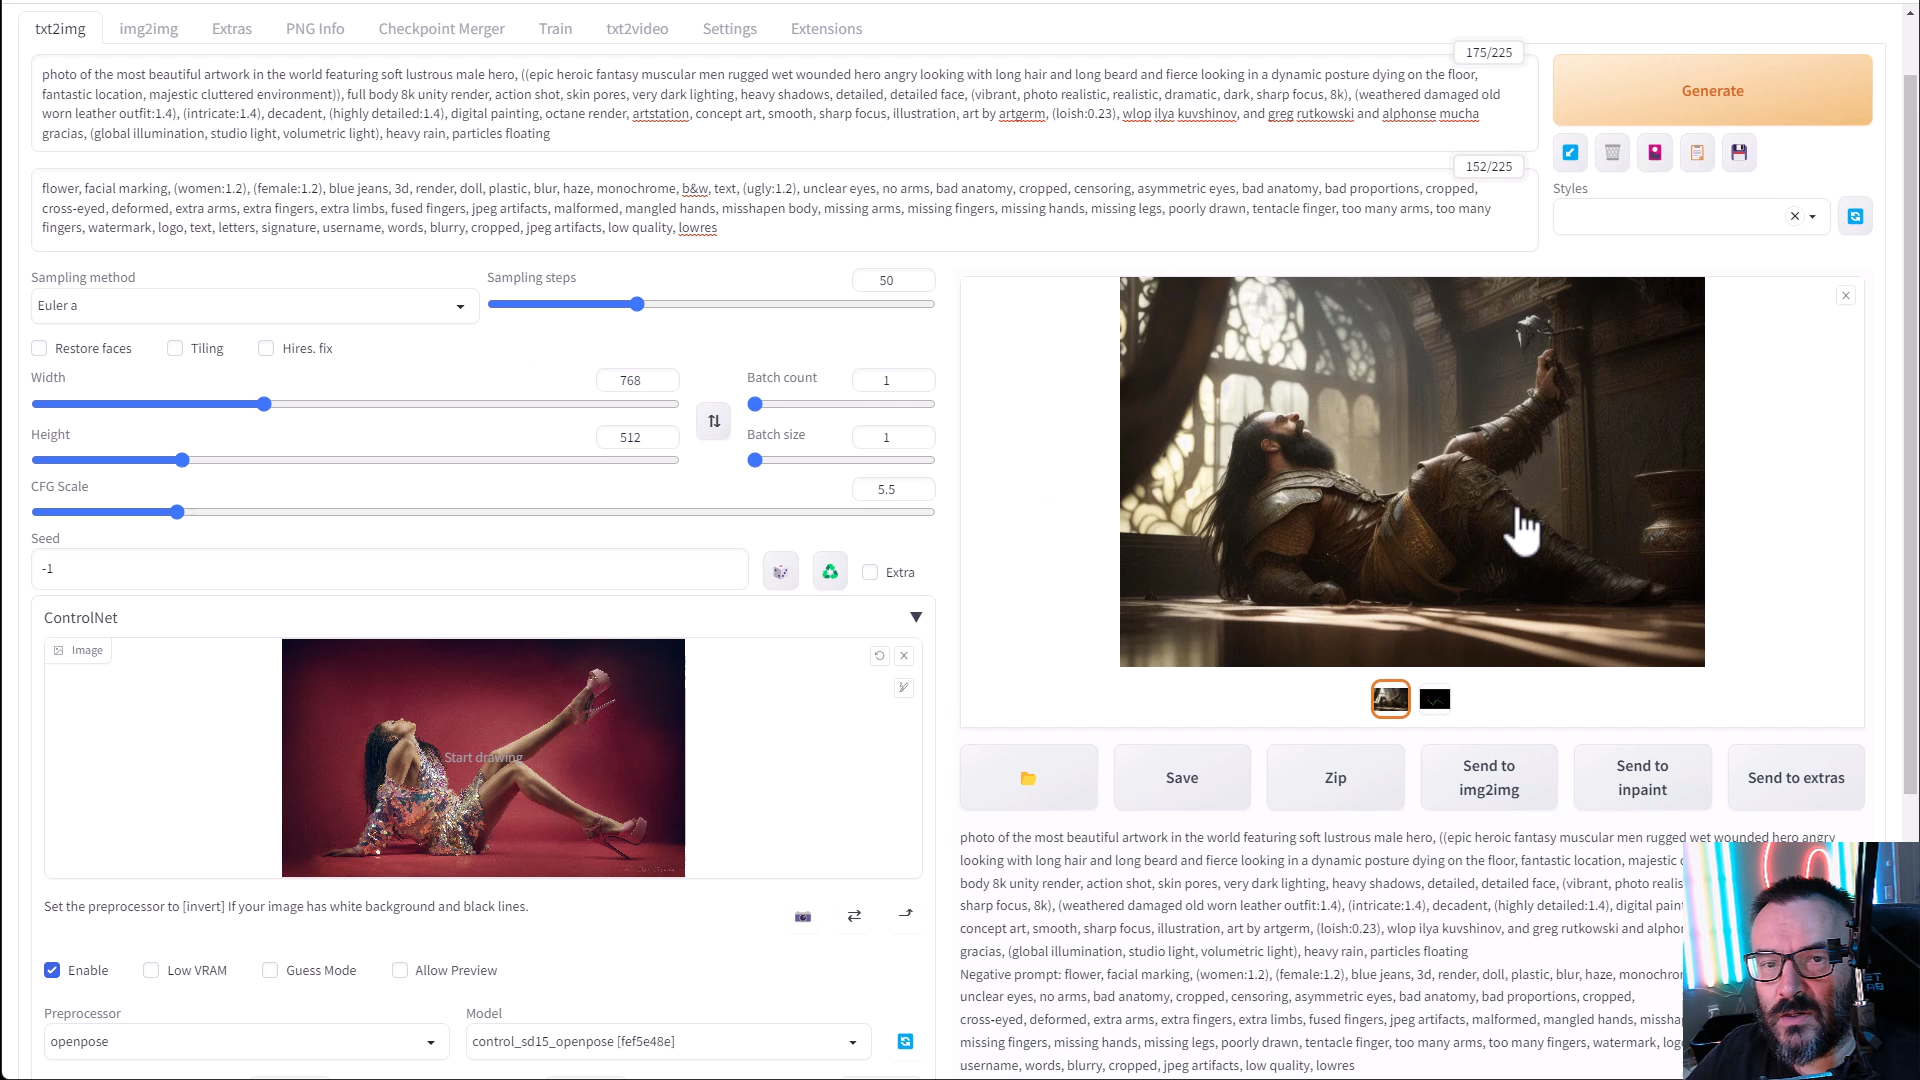 txt2img img2img Extras PNG Info Checkpoint Merger Train txt2video Settings Extensions
175/225
photo of the most beautiful artwork in the world featuring soft lustrous male hero, ((epic heroic fantasy muscular men rugged wet wounded hero angry looking with long hair and long beard and fierce looking in a dynamic posture dying on the floor,
fantastic location, majestic cluttered environment)), full body 8k unity render, action shot, skin pores, very dark lighting, heavy shadows, detailed, detailed face, (vibrant, photo realistic, realistic, dramatic, dark, sharp focus, 8k), (weathered damaged old
worn leather outfit:1.4), (intricate:1.4), decadent, (highly detailed:1.4), digital painting, octane render, artstation, concept art, smooth, sharp focus, illustration, art by artgerm, (loish:0.23), wlop ilya kuvshinov, and greg rutkowski and alphonse mucha
gracias, (global illumination, studio light, volumetric light), heavy rain, particles floating
Generate
152/225
flower, facial marking, (women:1.2), (female:1.2), blue jeans, 3d, render, doll, plastic, blur, haze, monochrome, b&w, text, (ugly:1.2), unclear eyes, no arms, bad anatomy, cropped, censoring, asymmetric eyes, bad anatomy, bad proportions, cropped,
cross-eyed, deformed, extra arms, extra fingers, extra limbs, fused fingers, jpeg artifacts, malformed, mangled hands, misshapen body, missing arms, missing fingers, missing hands, missing legs, poorly drawn, tentacle finger, too many arms, too many
fingers, watermark, logo, text, letters, signature, username, words, blurry, cropped, jpeg artifacts, low quality, lowres
Styles
Sampling method
Euler a
Sampling steps 50
Restore faces Tiling Hires. fix
Width 768
Batch count 1
Height 512
Batch size 1
CFG Scale 5.5
Seed
-1
Extra
ControlNet
Image
Start drawing
Set the preprocessor to [invert] If your image has white background and black lines.
Enable Low VRAM Guess Mode Allow Preview
Preprocessor
openpose
Model
control_sd15_openpose [fef5e48e]
Save
Zip
Send to
img2img
Send to
inpaint
Send to extras
photo of the most beautiful artwork in the world featuring soft lustrous male hero, ((epic heroic fantasy muscular men rugged wet wounded hero angry
looking with long hair and long beard and fierce looking in a dynamic posture dying on the floor, fantastic location, majestic
body 8k unity render, action shot, skin pores, very dark lighting, heavy shadows, detailed, detailed face, (vibrant, photo realis
sharp focus, 8k), (weathered damaged old worn leather outfit:1.4), (intricate:1.4), decadent, (highly detailed:1.4), digital paint
concept art, smooth, sharp focus, illustration, art by artgerm, (loish:0.23), wlop ilya kuvshinov, and greg rutkowski and alphon
gracias, (global illumination, studio light, volumetric light), heavy rain, particles floating
Negative prompt: flower, facial marking, (women:1.2), (female:1.2), blue jeans, 3d, render, doll, plastic, blur, haze, monochro
unclear eyes, no arms, bad anatomy, cropped, censoring, asymmetric eyes, bad anatomy, bad proportions, cropped,
cross-eyed, deformed, extra arms, extra fingers, extra limbs, fused fingers, jpeg artifacts, malformed, mangled hands, missha
missing fingers, missing hands, missing legs, poorly drawn, tentacle finger, too many arms, too many fingers, watermark, log
username, words, blurry, cropped, jpeg artifacts, low quality, lowres